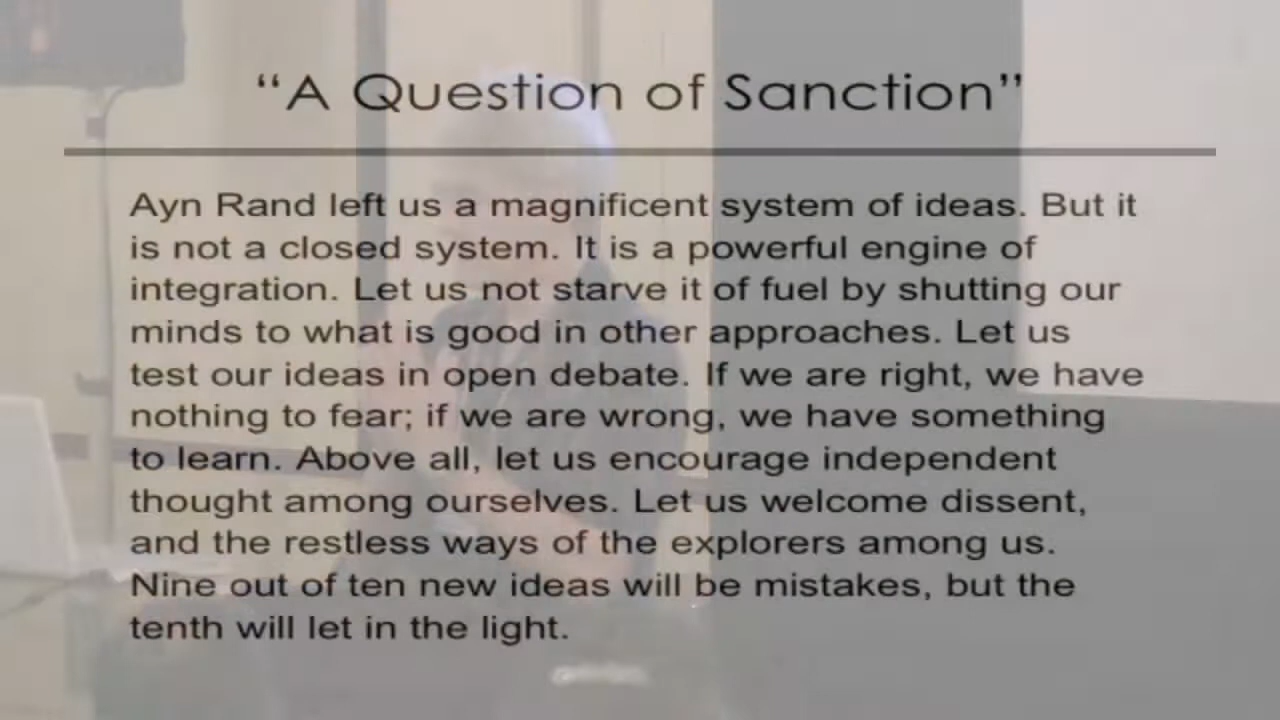 “A Question of Sanction”
Ayn Rand left us a magnificent system of ideas. But it
is not a closed system. It is a powerful engine of
integration. Let us not starve it of fuel by shutting our
minds to what is good in other approaches. Let us
test our ideas in open debate. If we are right, we have
nothing to fear; if we are wrong, we have something
to learn. Above all, let us encourage independent
thought among ourselves. Let us welcome dissent,
and the restless ways of the explorers among us.
Nine out of ten new ideas will be mistakes, but the
tenth will let in the light.